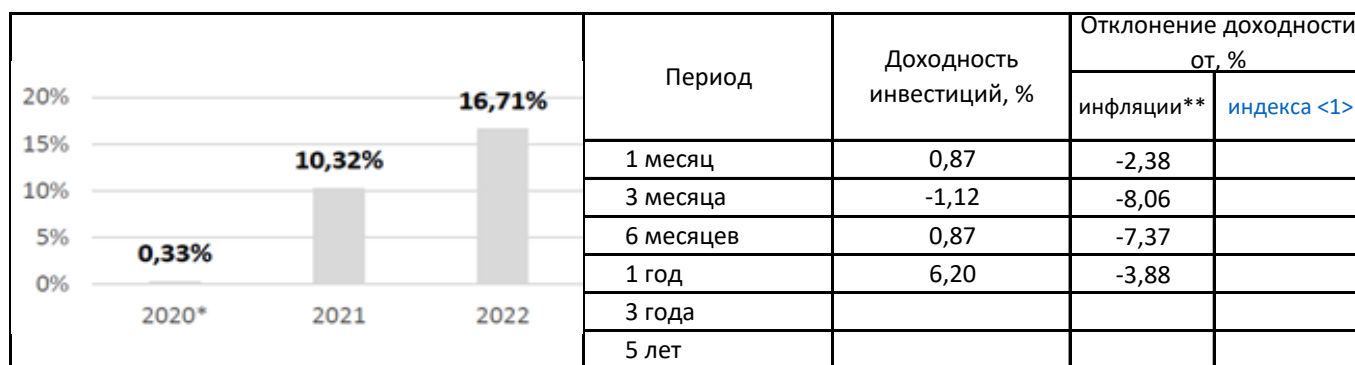 20%
15%
10%
5%
0%
0,33%
10,32%
16,71%
2020*
2021
2022
Период
Доходность
инвестиций, %
Отклонение доходности
от, %
инфляции**
индекса <1>
1 месяц 0,87 -2,38
3 месяца -1,12 -8,06
6 месяцев 0,87 -7,37
1 год 6,20 -3,88
3 года
5 лет